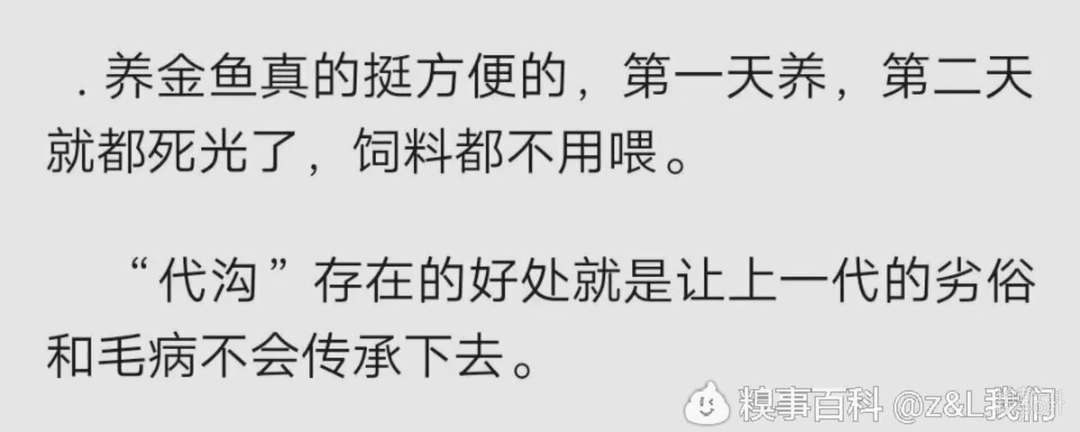 . 养金鱼真的挺方便的，第一天养，第二天
就都死光了，饲料都不用喂。
“代沟”存在的好处就是让上一代的劣俗
和毛病不会传承下去。
糗事百科 @z&L我们